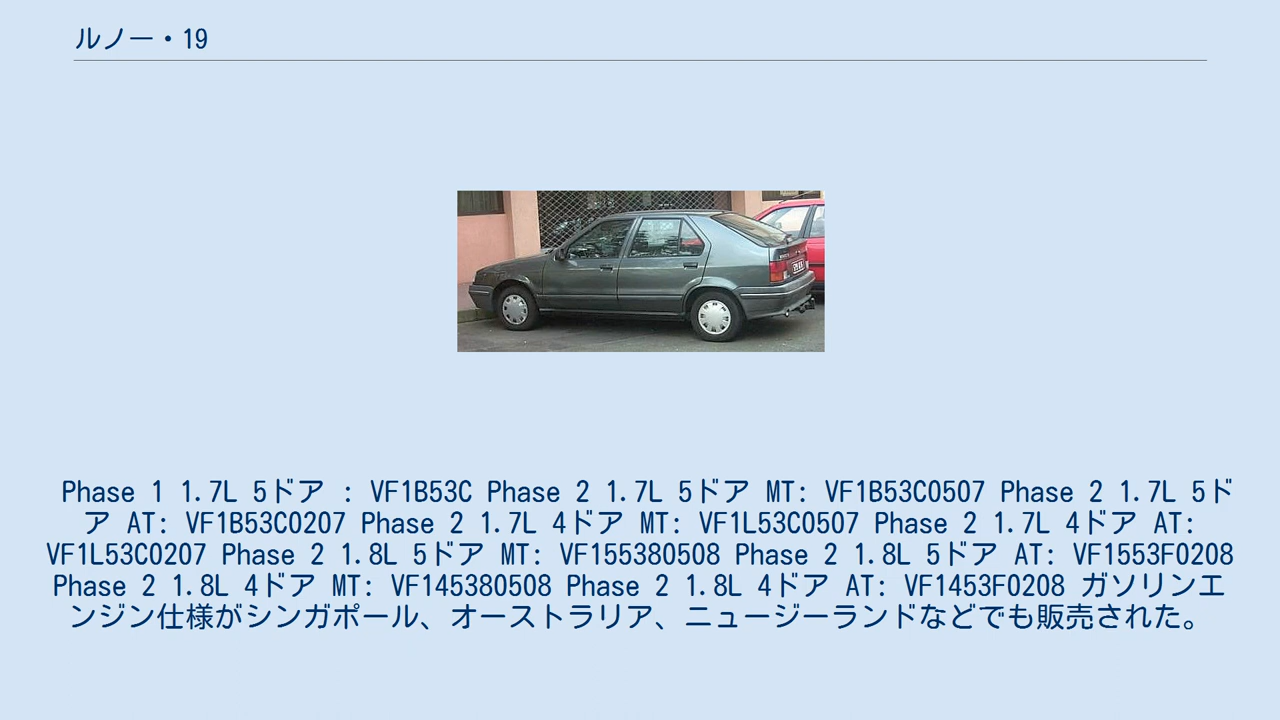 ルノー・19
Phase 1 1.7L 5ドア : VF1B53C Phase 2 1.7L 5ドア MT: VF1B53C0507 Phase 2 1.7L 5ド
ア AT: VF1B53C0207 Phase 2 1.7L 4ドア MT: VF1L53C0507 Phase 2 1.7L 4ドア AT:
VF1L53C0207 Phase 2 1.8L 5ドア MT: VF155380508 Phase 2 1.8L 5ドア AT: VF1553F0208
Phase 2 1.8L 4ドア MT: VF145380508 Phase 2 1.8L 4ドア AT: VF1453F0208 ガソリンエ
ンジン仕様がシンガポール、オーストラリア、ニュージーランドなどでも販売された。